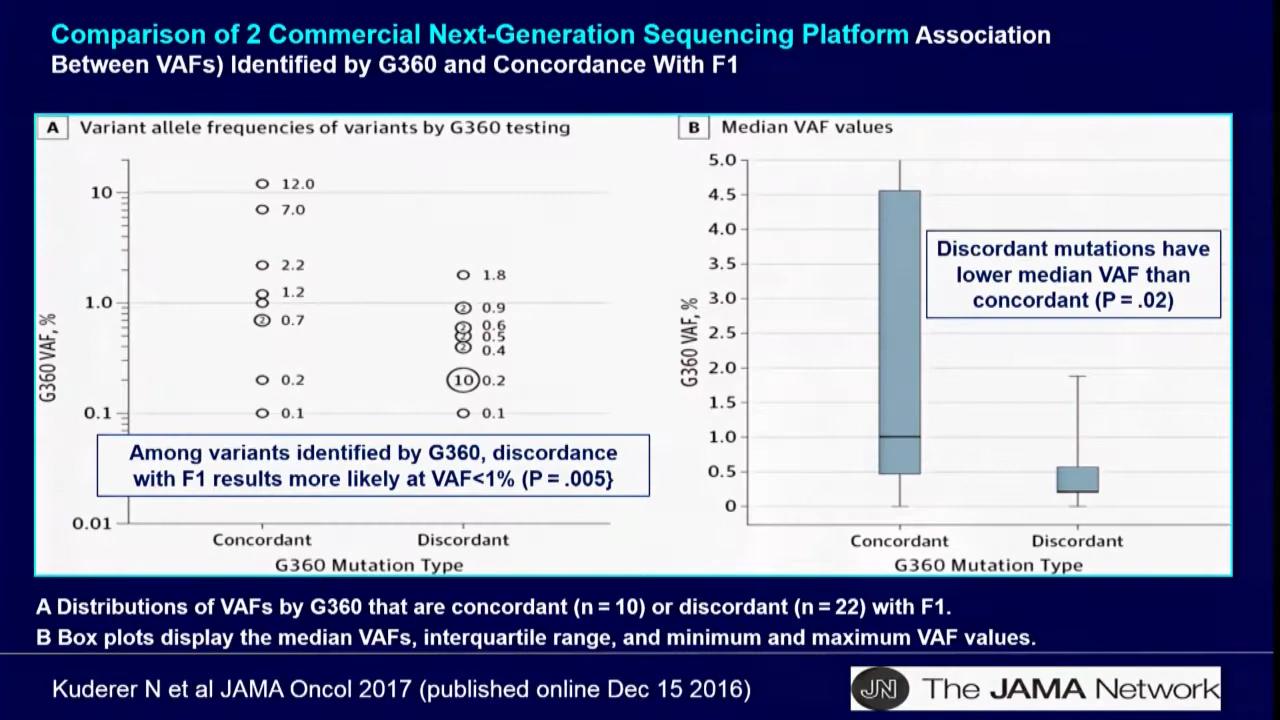 Comparison of 2 Commercial Next-Generation Sequencing Platform Association
Between VAFs) Identified by G360 and Concordance With F1
A Variant allele frequencies of variants by G360 testing
G360 VAF, %
10
1.0
0.1
0.01
12.0
7.0
2.2
1.2
2 0.7
0.2
0.1
1.8
2 0.9
2 0.6
2 0.5
2 0.4
10 0.2
0.1
Among variants identified by G360, discordance
with F1 results more likely at VAF<1% (P = .005}
Concordant Discordant
G360 Mutation Type
B Median VAF values
G360 VAF, %
5.0
4.5
4.0
3.5
3.0
2.5
2.0
1.5
1.0
0.5
0
Discordant mutations have
lower median VAF than
concordant (P = .02)
Concordant Discordant
G360 Mutation Type
A Distributions of VAFs by G360 that are concordant (n = 10) or discordant (n = 22) with F1.
B Box plots display the median VAFs, interquartile range, and minimum and maximum VAF values.
Kuderer N et al JAMA Oncol 2017 (published online Dec 15 2016)
JN The JAMA Network